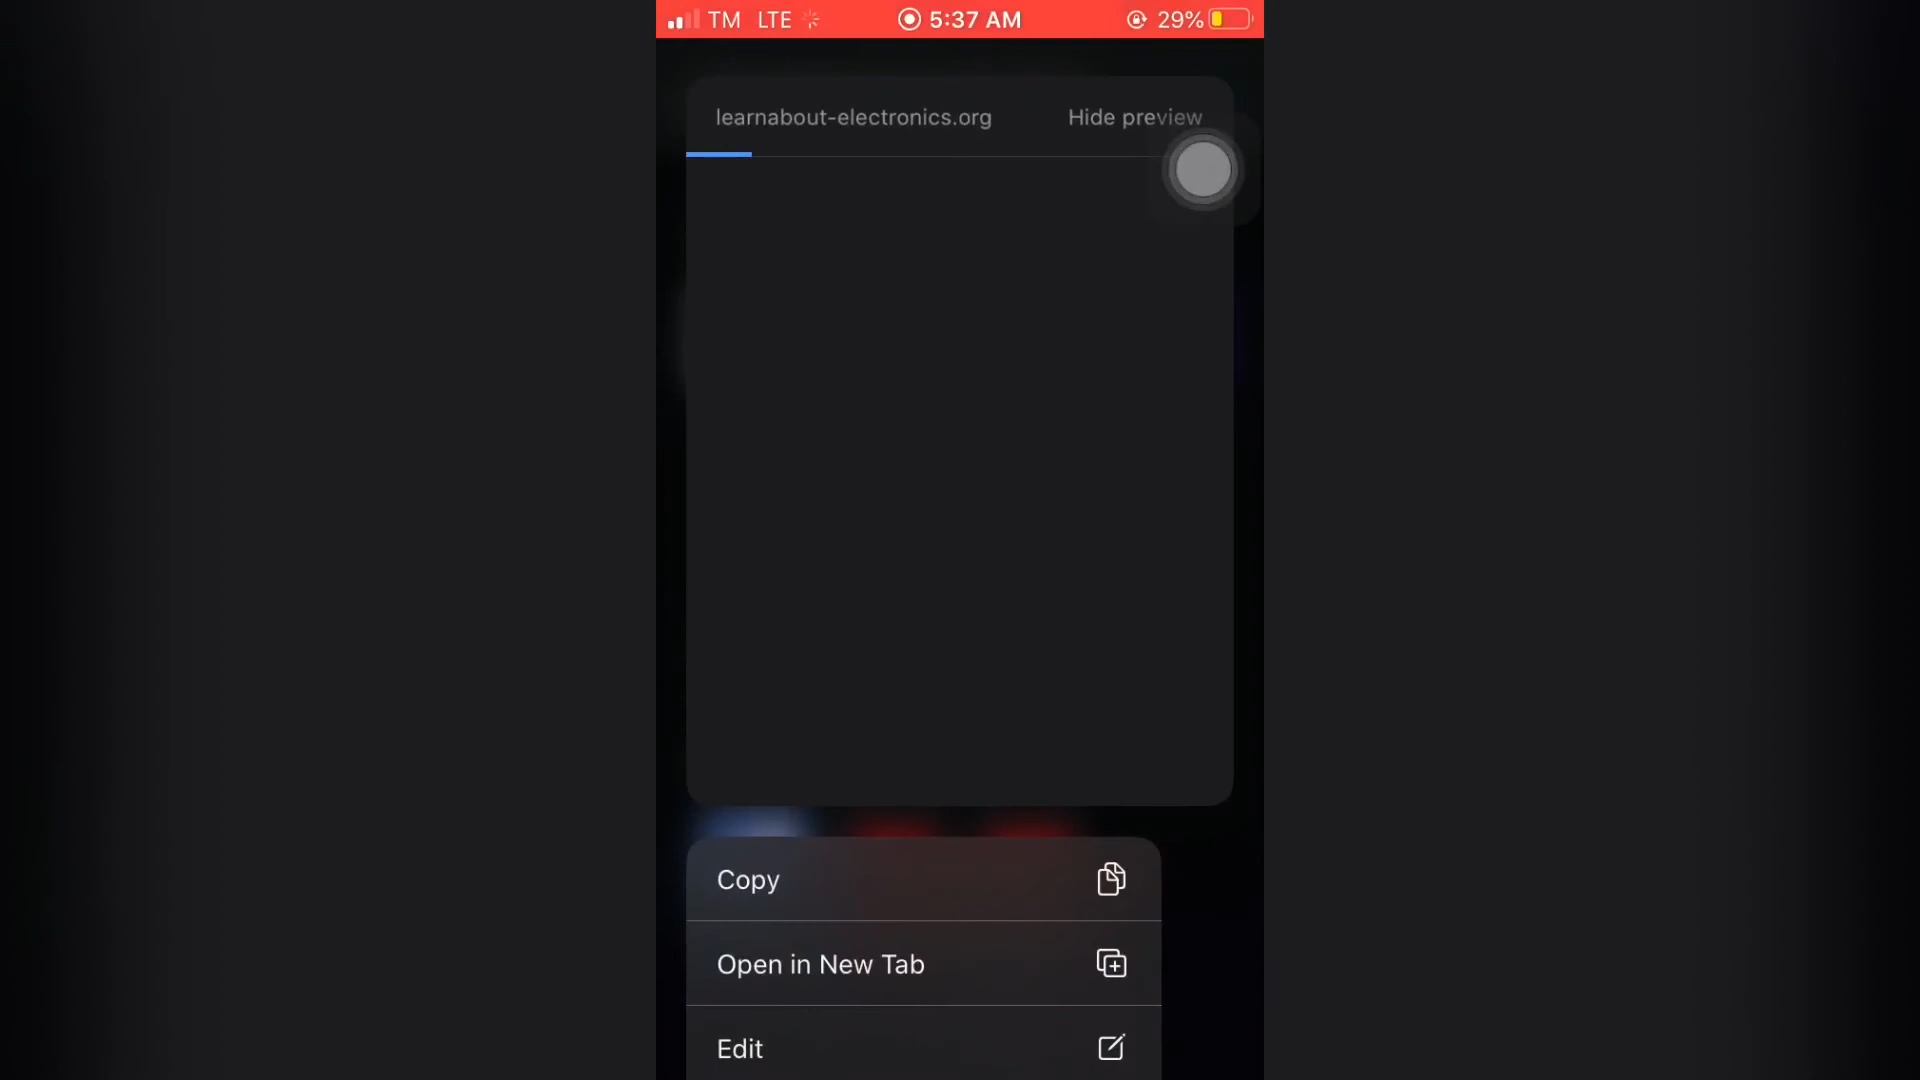 TM LTE 5:37 AM 29%
learnabout-electronics.org Hide preview
Copy
Open in New Tab
Edit